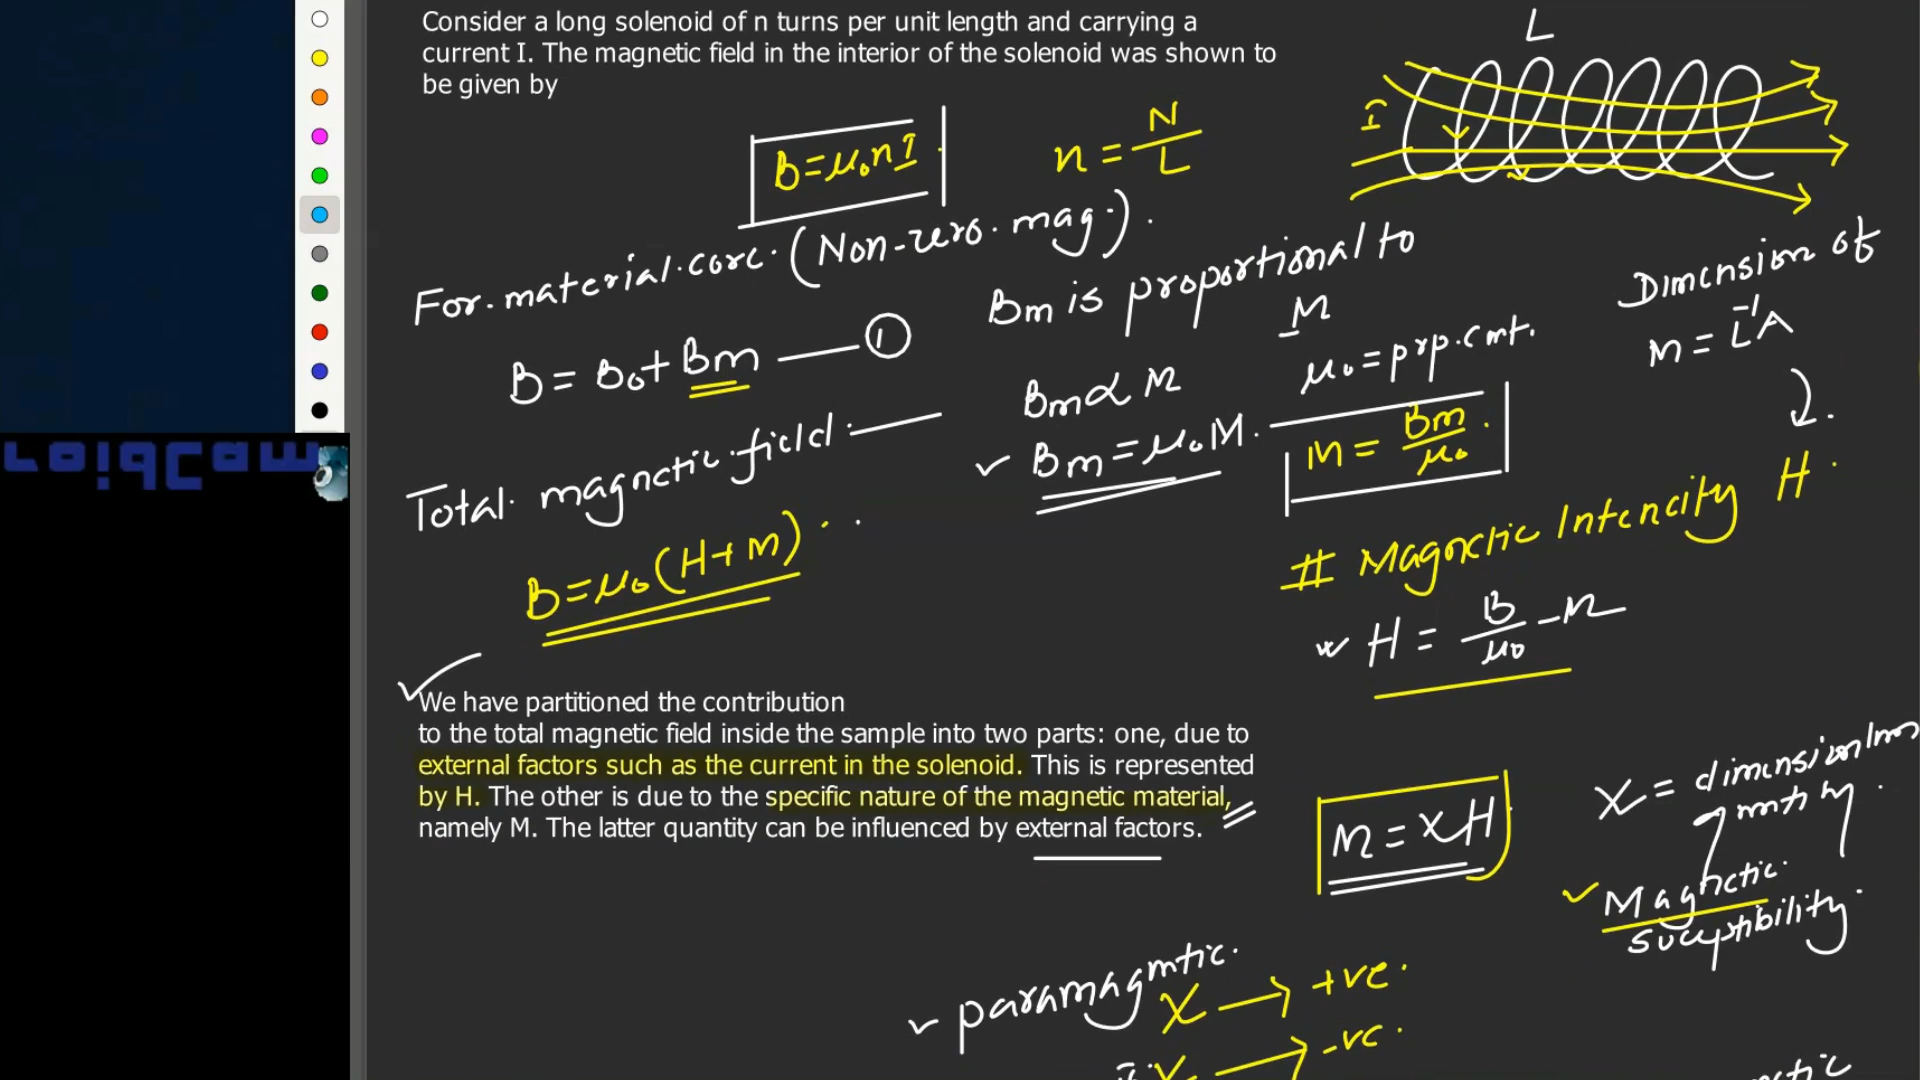 Consider a long solenoid of n turns per unit length and carrying a
current I. The magnetic field in the interior of the solenoid was shown to
be given by
L
I
B=μ₀nI
n = N/L
For material core (Non-zero mag).
B = B₀ + Bm — ①
Total magnetic field
B=μ₀(H+M)
Bm is proportional to
M
Bm ∝ M
μ₀ = prp. cnt.
✓ Bm = μ₀M.
M = Bm/μ₀
Dimension of
M = L⁻¹A
# Magnetic Intencity H
H = B/μ₀ - M
We have partitioned the contribution
to the total magnetic field inside the sample into two parts: one, due to
external factors such as the current in the solenoid. This is represented
by H. The other is due to the specific nature of the magnetic material,
namely M. The latter quantity can be influenced by external factors.
M = χH
χ = dimension
✓ Magnetic
✓ paramagnetic
χ → +ve.
χ → -ve.